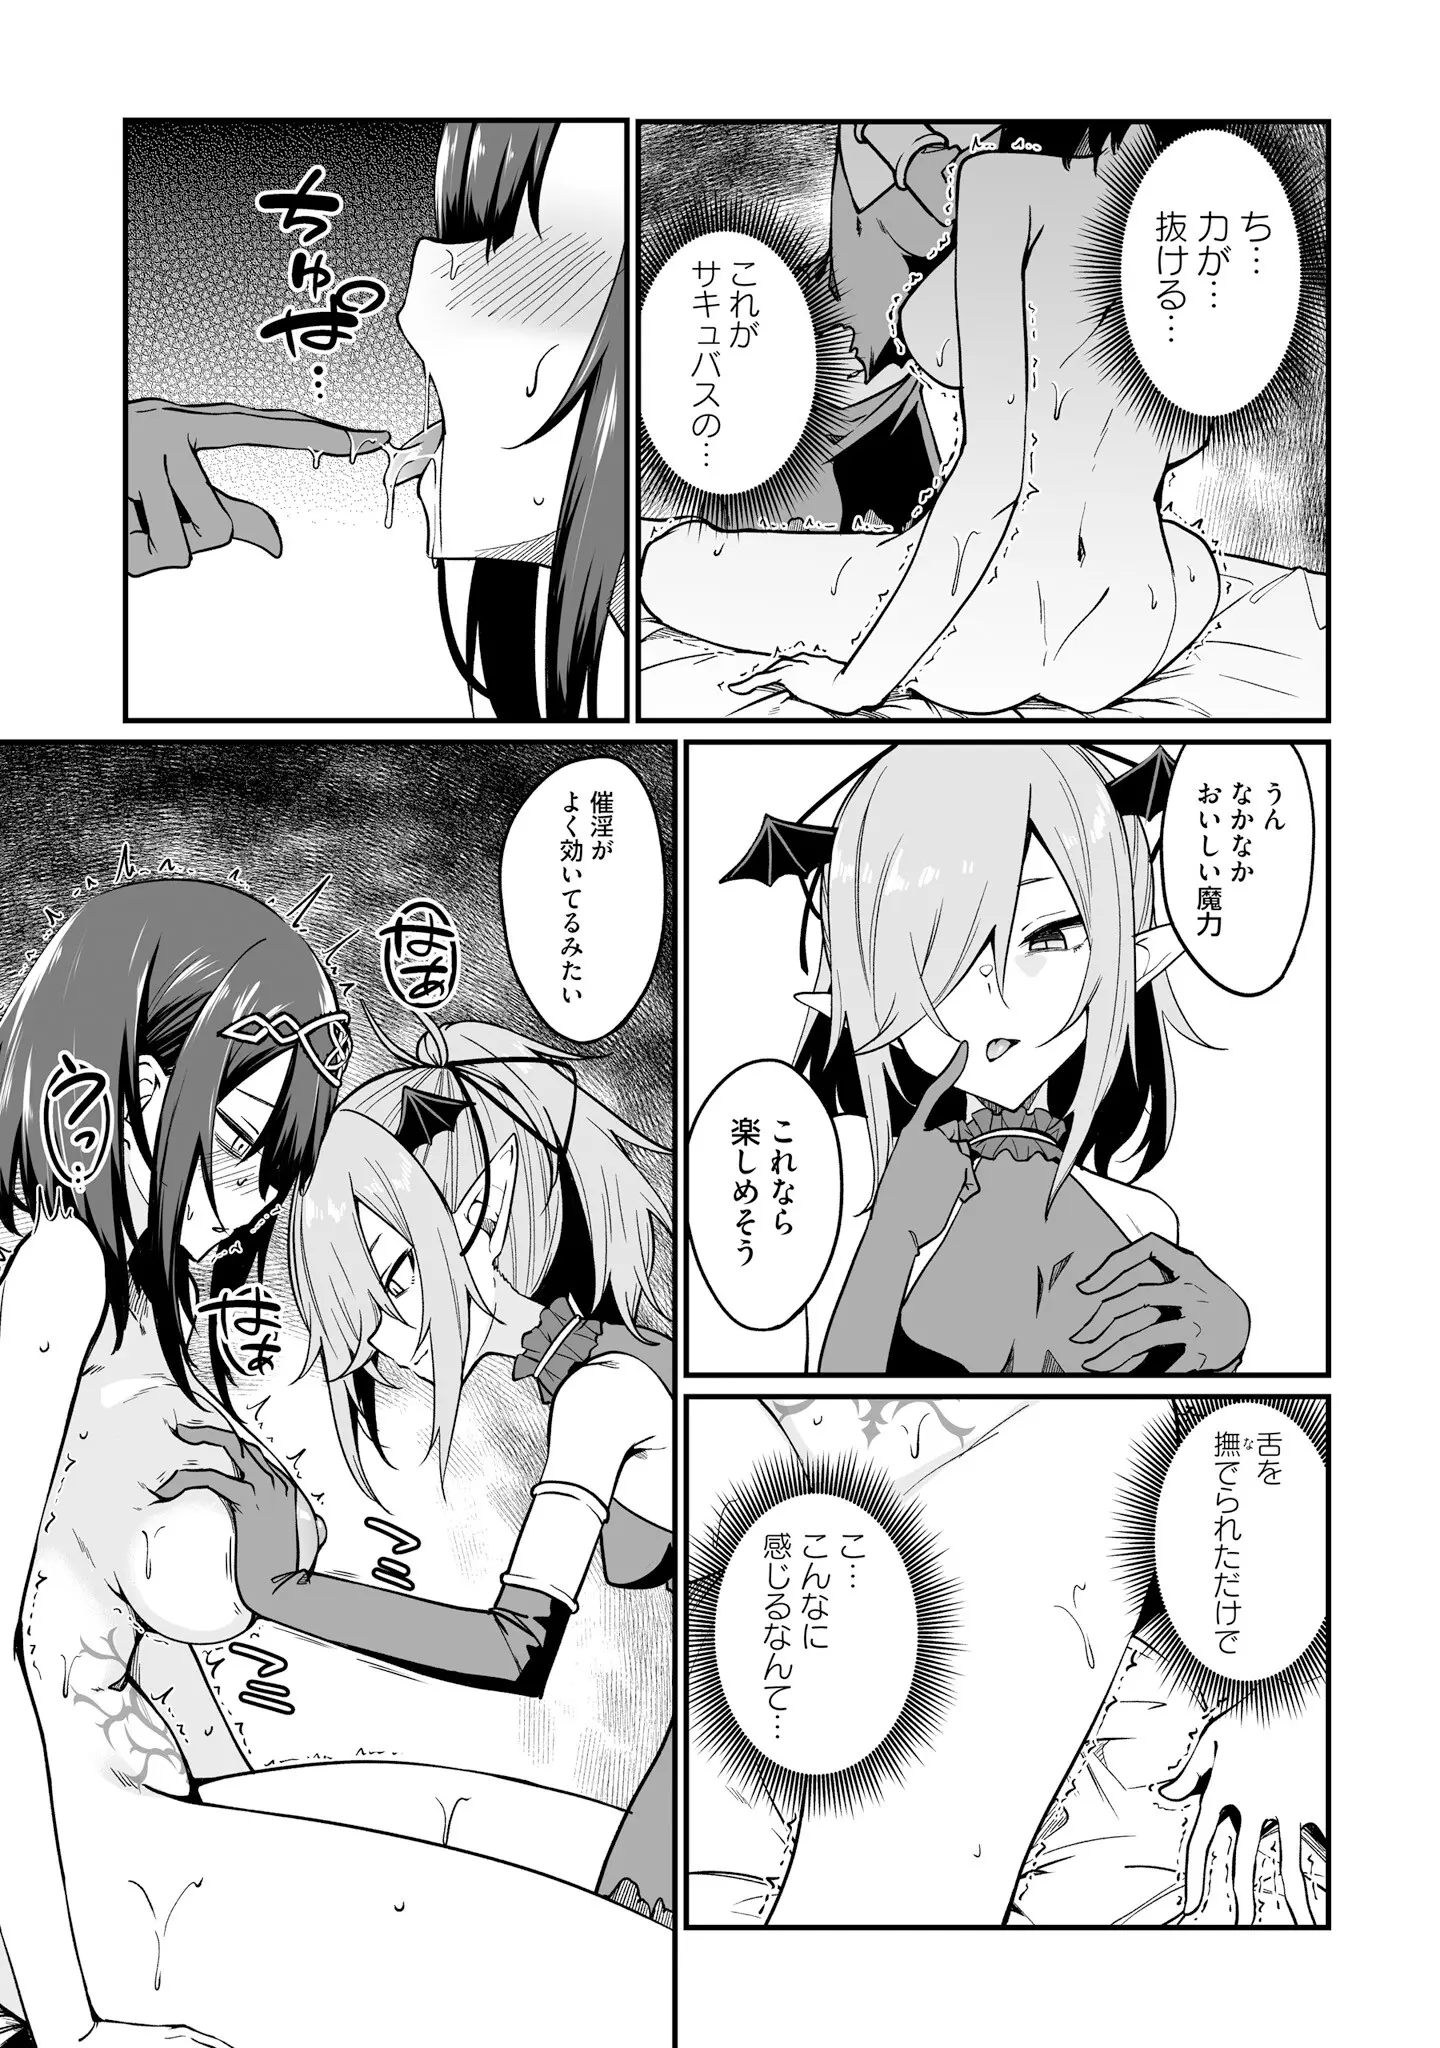 ち…
力が…
抜ける…
これが
サキュバスの…
ちゅぱ…
うん
なかなか
おいしい魔力
これなら
楽しめそう
舌を
撫でられただけで
な
こ…
こんなに
感じるなんて…
催淫が
よく効いてるみたい
はぁ
うっ…
はぁ